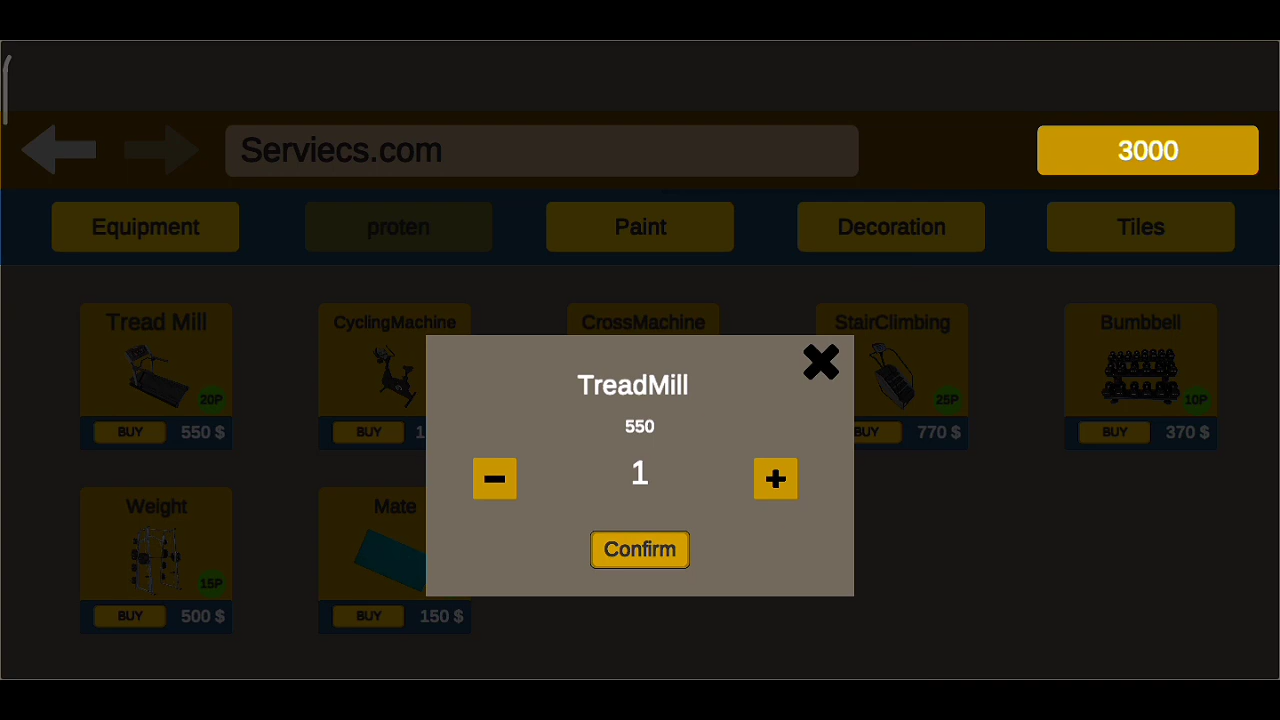 Serviecs.com
3000
Equipment
proten
Paint
Decoration
Tiles
Tread Mill
20P
BUY 550 $
CyclingMachine
BUY
CrossMachine
StairClimbing
25P
BUY 770 $
Bumbbell
10P
BUY 370 $
TreadMill
550
1
Confirm
Weight
15P
BUY 500 $
Mate
BUY 150 $